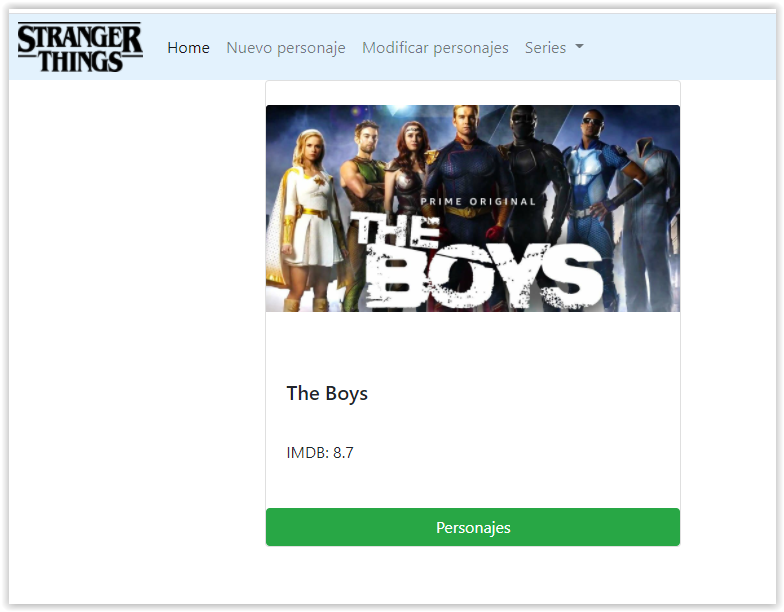 STRANGER
THINGS
Home Nuevo personaje Modificar personajes Series
PRIME ORIGINAL
THE
BOYS
The Boys
IMDB: 8.7
Personajes